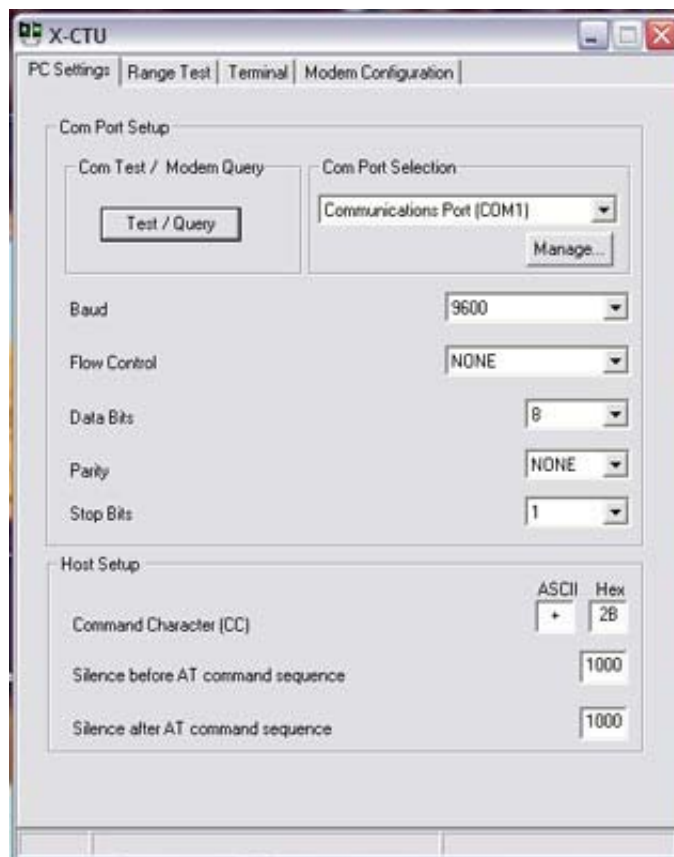 X-CTU
PC Settings Range Test Terminal Modem Configuration
Com Port Setup
Com Test / Modem Query
Test / Query
Com Port Selection
Communications Port (COM1)
Manage...
Baud 9600
Flow Control NONE
Data Bits 8
Parity NONE
Stop Bits 1
Host Setup
ASCII Hex
Command Character (CC) + 2B
Silence before AT command sequence 1000
Silence after AT command sequence 1000